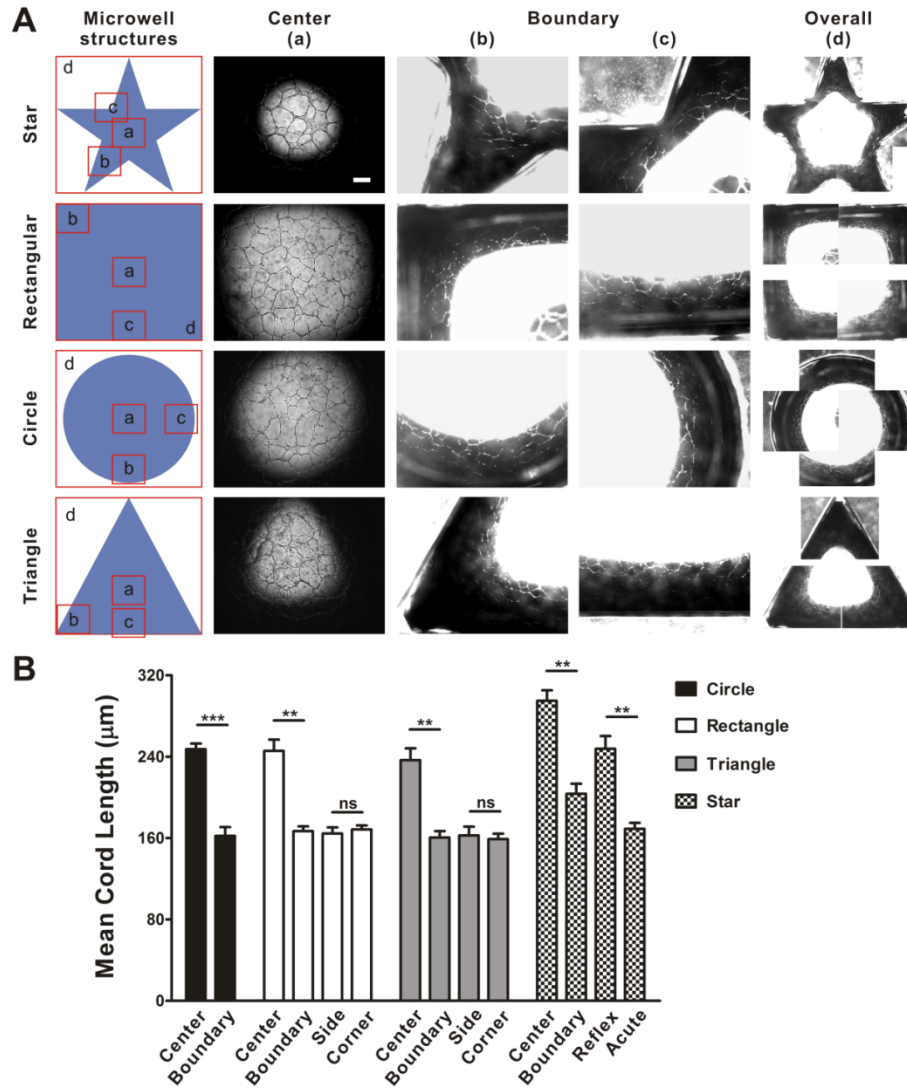 A
Microwell structures
Center
(a)
Boundary
(b)
(c)
Overall
(d)
Star
d
c
a
b
Rectangular
b
a
c
d
Circle
d
a
c
b
Triangle
d
a
b
c
B
Mean Cord Length (μm)
320
240
160
80
0
***
**
ns
**
ns
**
**
Center
Boundary
Center
Boundary
Side
Corner
Center
Boundary
Side
Corner
Center
Boundary
Reflex
Acute
Circle
Rectangle
Triangle
Star